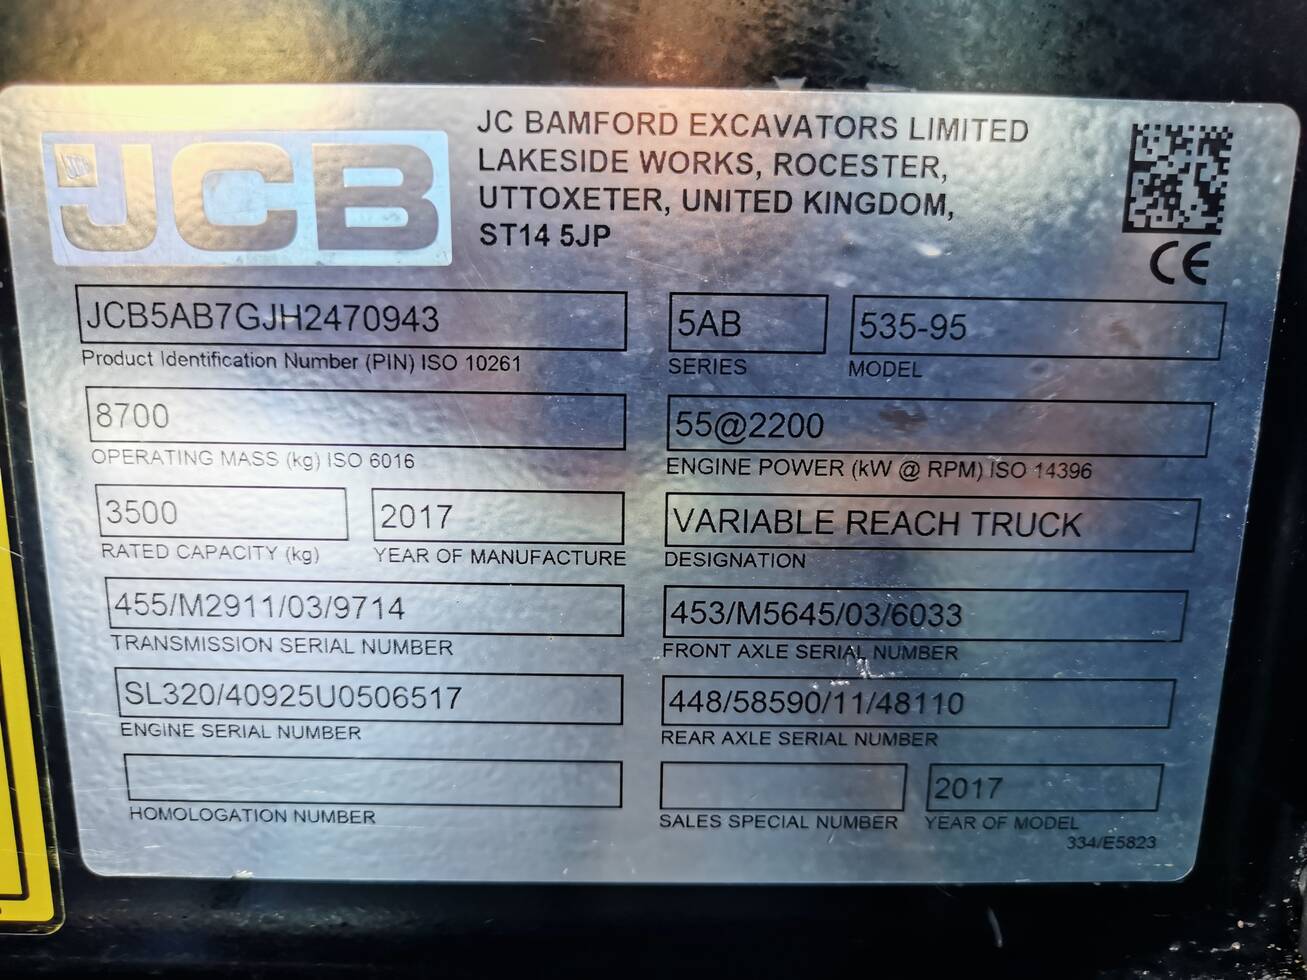 JCB
JC BAMFORD EXCAVATORS LIMITED
LAKESIDE WORKS, ROCESTER,
UTTOXETER, UNITED KINGDOM,
ST14 5JP
CE
JCB5AB7GJH2470943
Product Identification Number (PIN) ISO 10261
5AB
SERIES
535-95
MODEL
8700
OPERATING MASS (kg) ISO 6016
55@2200
ENGINE POWER (kW @ RPM) ISO 14396
3500
RATED CAPACITY (kg)
2017
YEAR OF MANUFACTURE
VARIABLE REACH TRUCK
DESIGNATION
455/M2911/03/9714
TRANSMISSION SERIAL NUMBER
453/M5645/03/6033
FRONT AXLE SERIAL NUMBER
SL320/40925U0506517
ENGINE SERIAL NUMBER
448/58590/11/48110
REAR AXLE SERIAL NUMBER
HOMOLOGATION NUMBER
SALES SPECIAL NUMBER
2017
YEAR OF MODEL
334/E5823